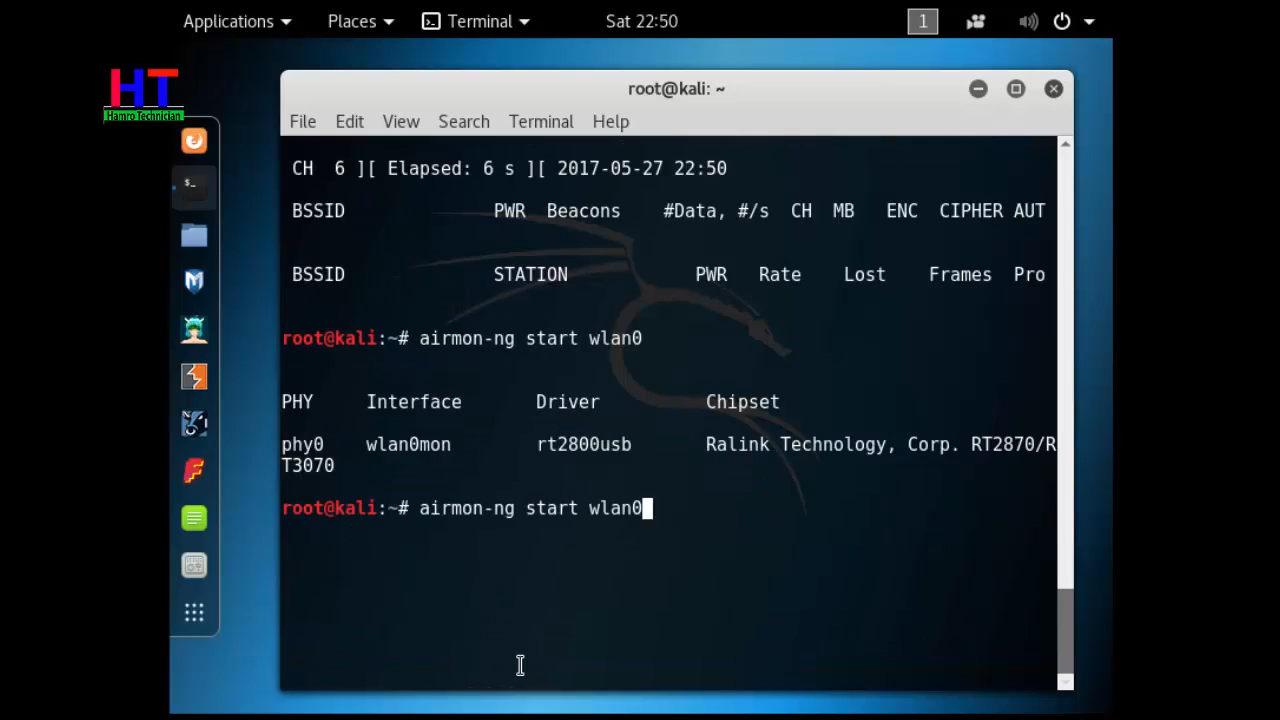 Applications Places Terminal Sat 22:50 1
HT
Hamro Technician
root@kali: ~
File Edit View Search Terminal Help
CH 6 ][ Elapsed: 6 s ][ 2017-05-27 22:50
BSSID PWR Beacons #Data, #/s CH MB ENC CIPHER AUT
BSSID STATION PWR Rate Lost Frames Pro
root@kali:~# airmon-ng start wlan0
PHY Interface Driver Chipset
phy0 wlan0mon rt2800usb Ralink Technology, Corp. RT2870/R
T3070
root@kali:~# airmon-ng start wlan0